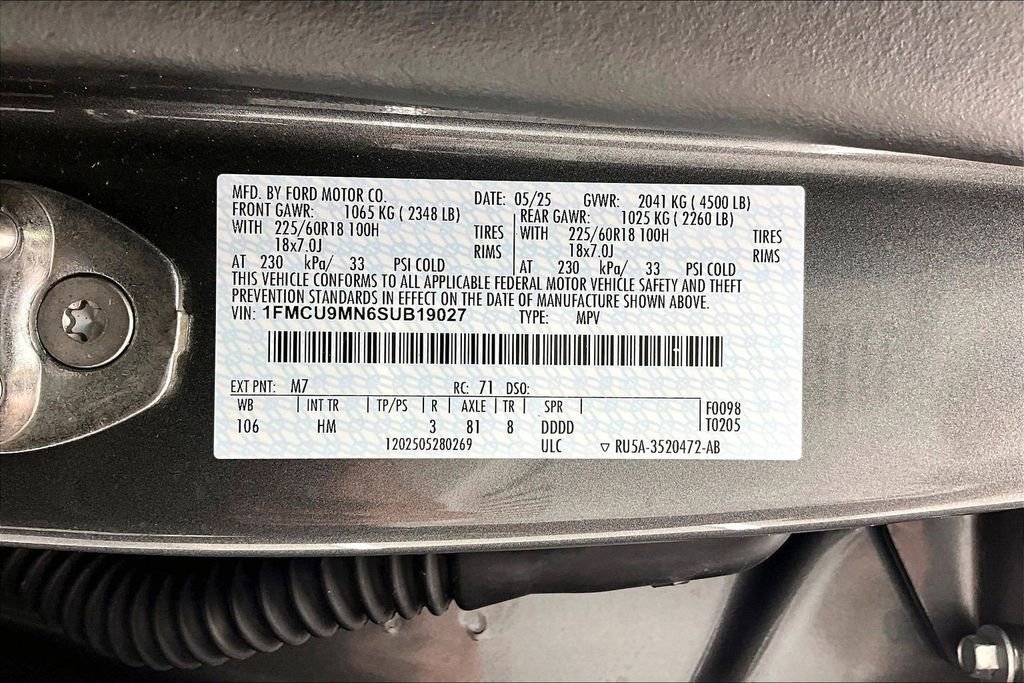 MFD. BY FORD MOTOR CO. DATE: 05/25 GVWR: 2041 KG ( 4500 LB)
FRONT GAWR: 1065 KG ( 2348 LB) REAR GAWR: 1025 KG ( 2260 LB)
WITH 225/60R18 100H TIRES WITH 225/60R18 100H TIRES
18x7.0J RIMS 18x7.0J RIMS
AT 230 kPa/ 33 PSI COLD AT 230 kPa/ 33 PSI COLD
THIS VEHICLE CONFORMS TO ALL APPLICABLE FEDERAL MOTOR VEHICLE SAFETY AND THEFT
PREVENTION STANDARDS IN EFFECT ON THE DATE OF MANUFACTURE SHOWN ABOVE.
VIN: 1FMCU9MN6SUB19027 TYPE: MPV
EXT PNT: M7 RC: 71 DSO:
WB INT TR TP/PS R AXLE TR SPR F0098
106 HM 3 81 8 DDDD T0205
1202505280269 ULC ▽ RU5A-3520472-AB